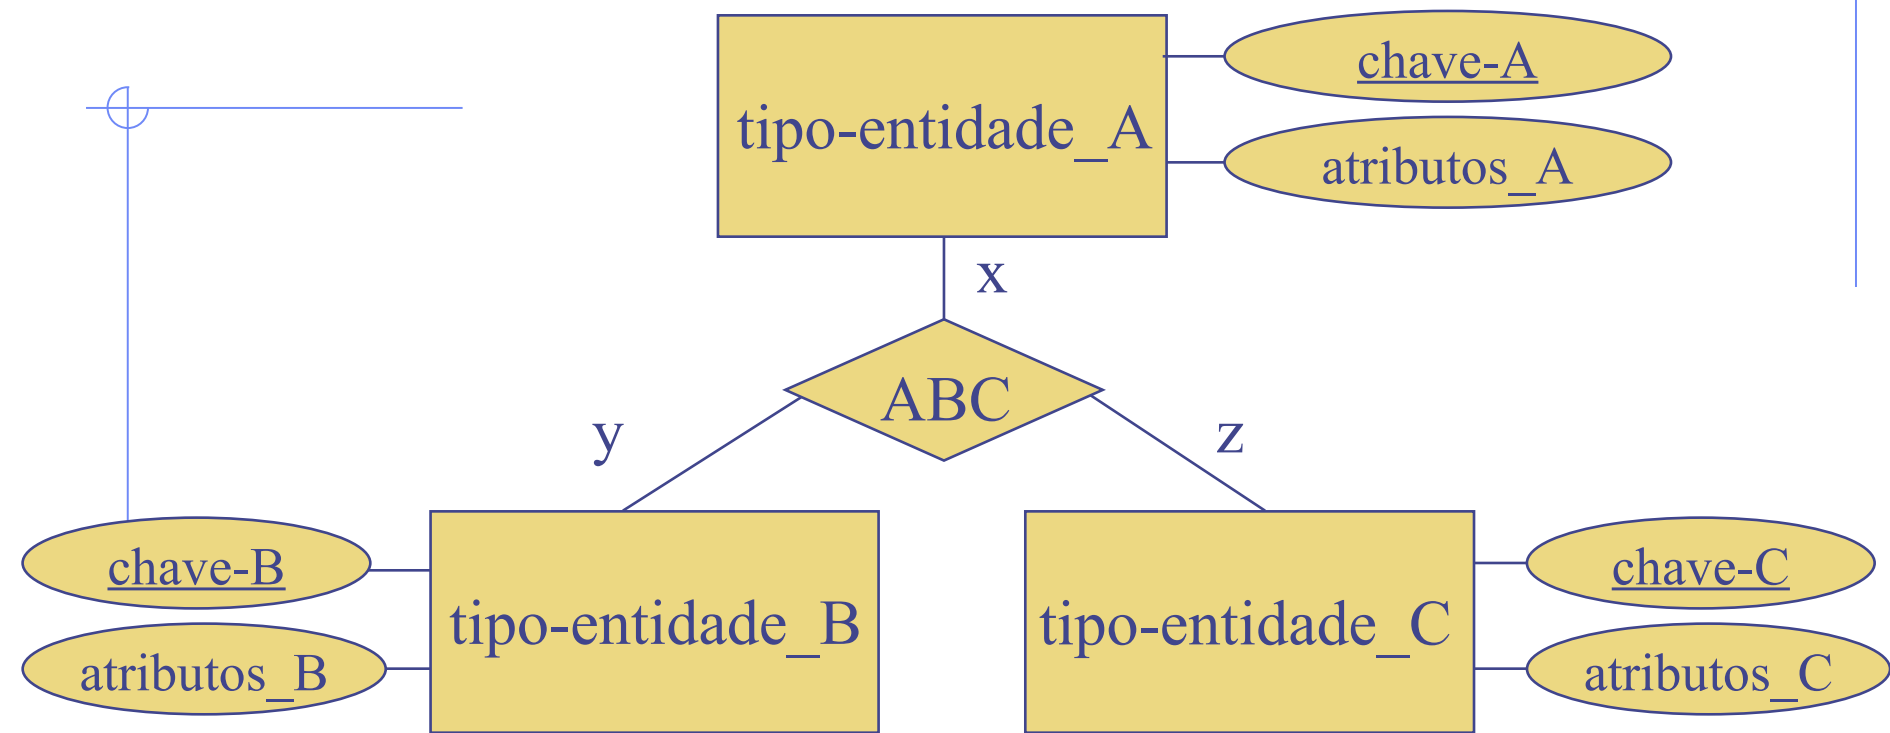 chave-A
tipo-entidade_A
atributos_A
x
ABC
y
z
chave-B
tipo-entidade_B
atributos_B
chave-C
tipo-entidade_C
atributos_C